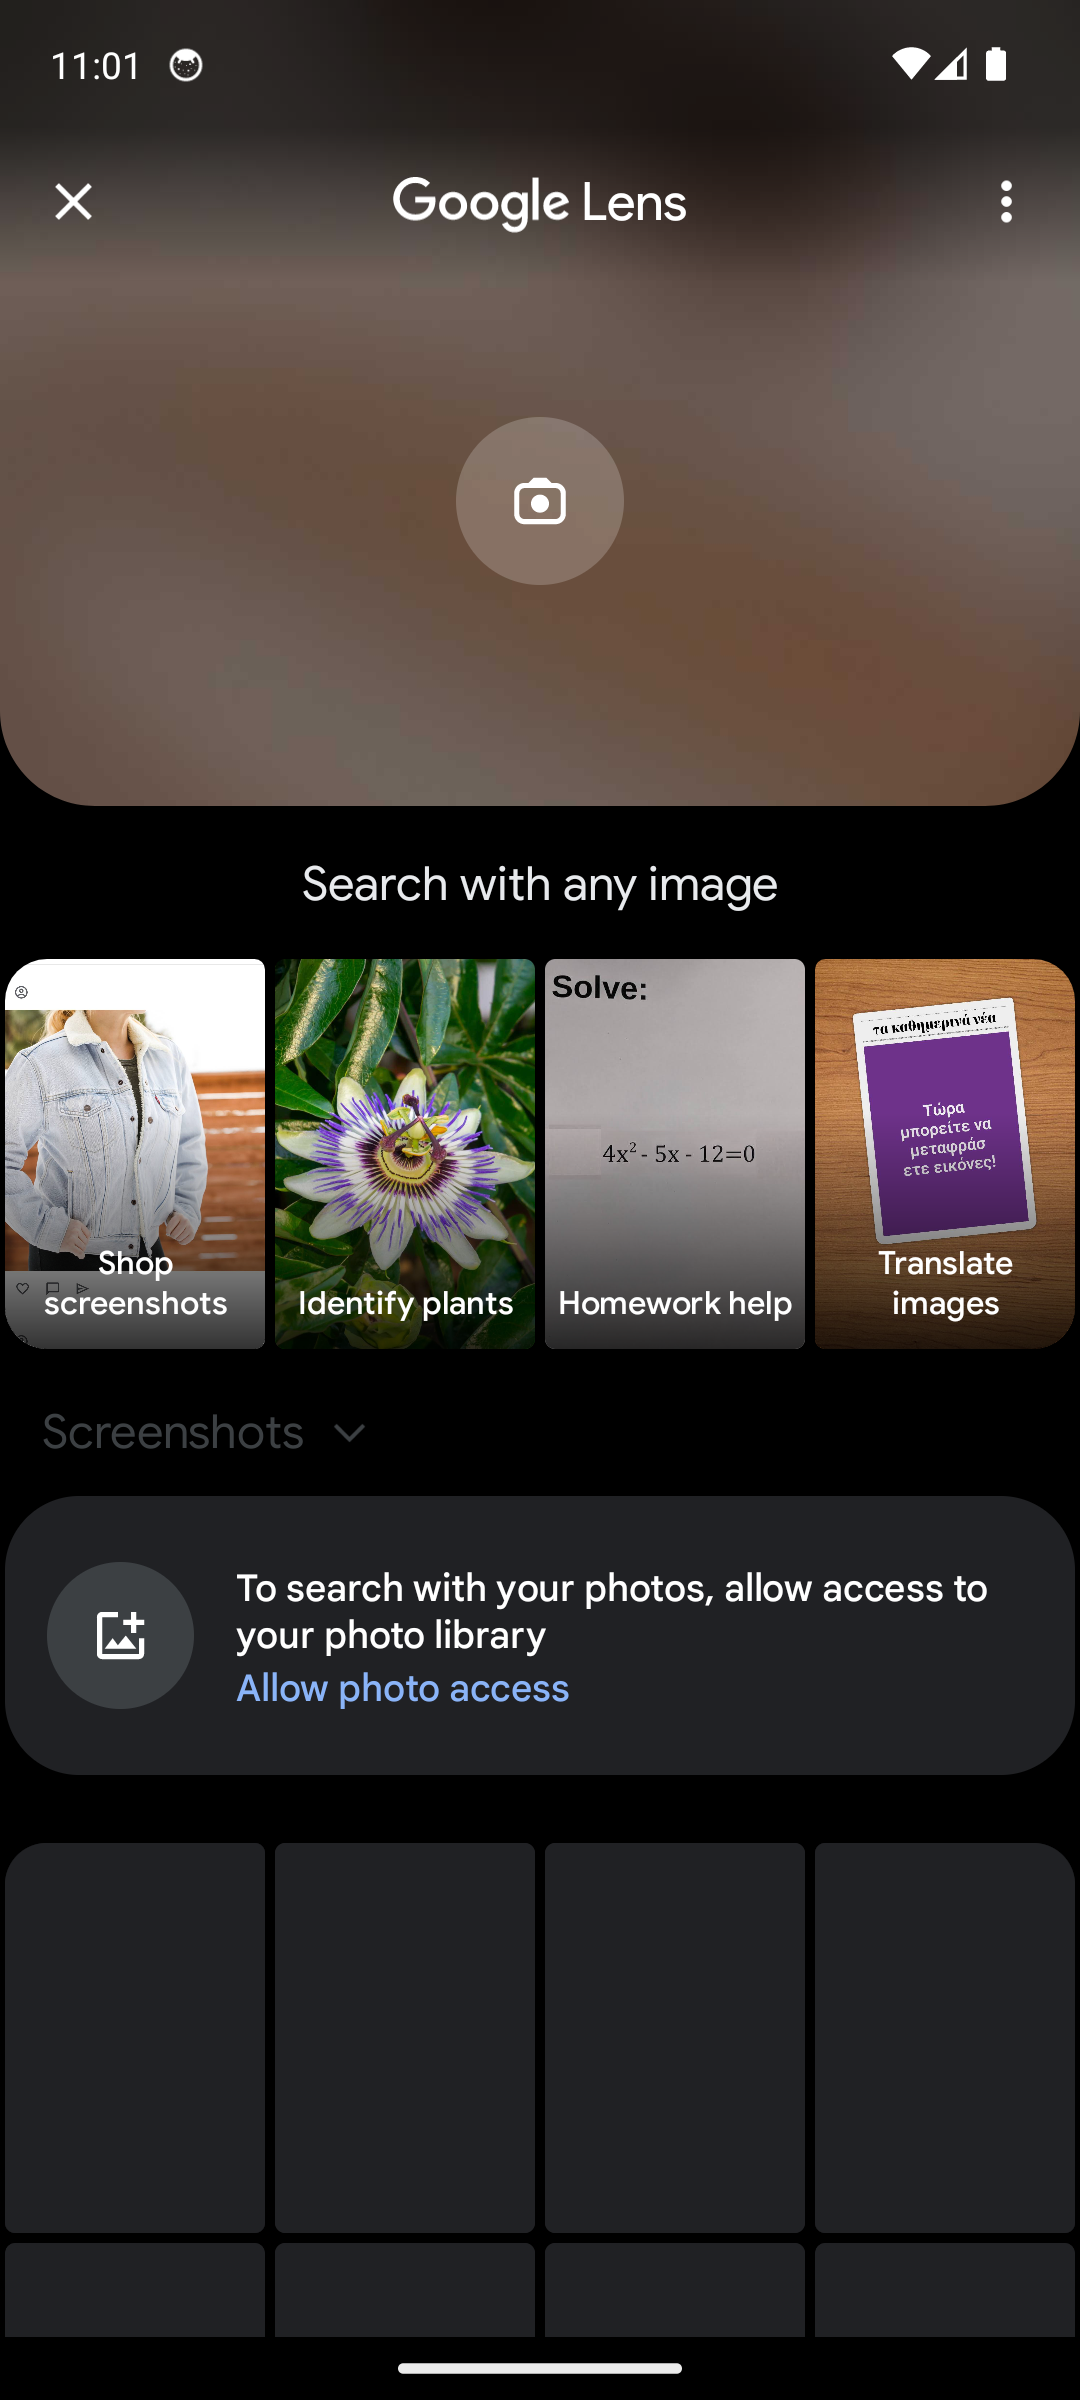 11:01
Google Lens
Search with any image
Shop
screenshots
Identify plants
Solve:
4x² - 5x - 12=0
Homework help
τα καθημερινά νέα
Τώρα
μπορείτε να
μεταφράσ
ετε εικόνες!
Translate
images
Screenshots
To search with your photos, allow access to
your photo library
Allow photo access